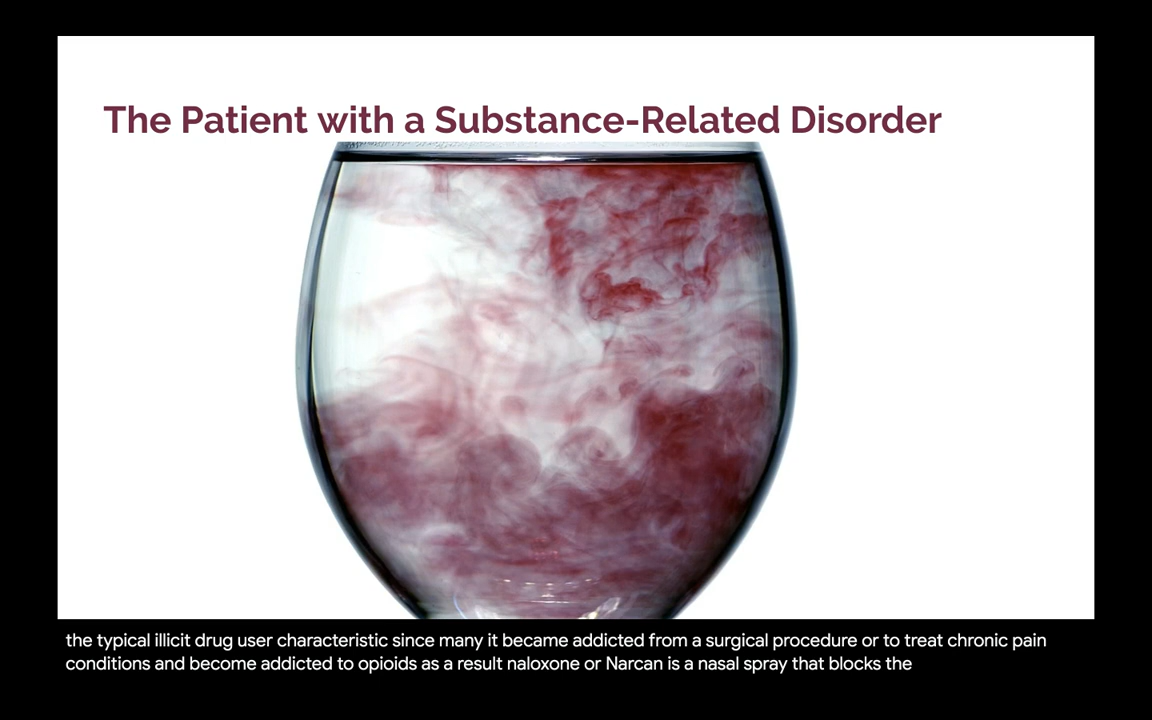 The Patient with a Substance-Related Disorder
the typical illicit drug user characteristic since many it became addicted from a surgical procedure or to treat chronic pain
conditions and become addicted to opioids as a result naloxone or Narcan is a nasal spray that blocks the